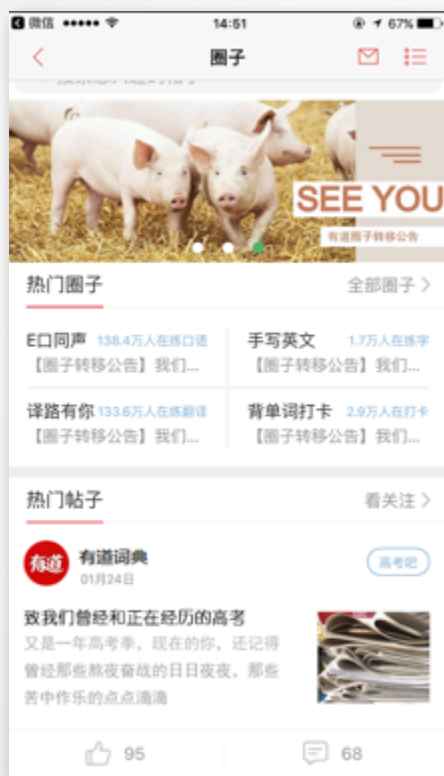 微信
14:51
67%
圈子
SEE YOU
有道圈子转移公告
热门圈子
全部圈子
E口同声 138.4万人在练口语
【圈子转移公告】我们...
手写英文 1.7万人在练字
【圈子转移公告】我们...
译路有你 133.6万人在练翻译
【圈子转移公告】我们...
背单词打卡 2.9万人在打卡
【圈子转移公告】我们...
热门帖子
看关注
有道
有道词典
01月24日
高考吧
致我们曾经和正在经历的高考
又是一年高考季，现在的你，还记得
曾经那些熬夜奋战的日日夜夜，那些
苦中作乐的点点滴滴
95
68